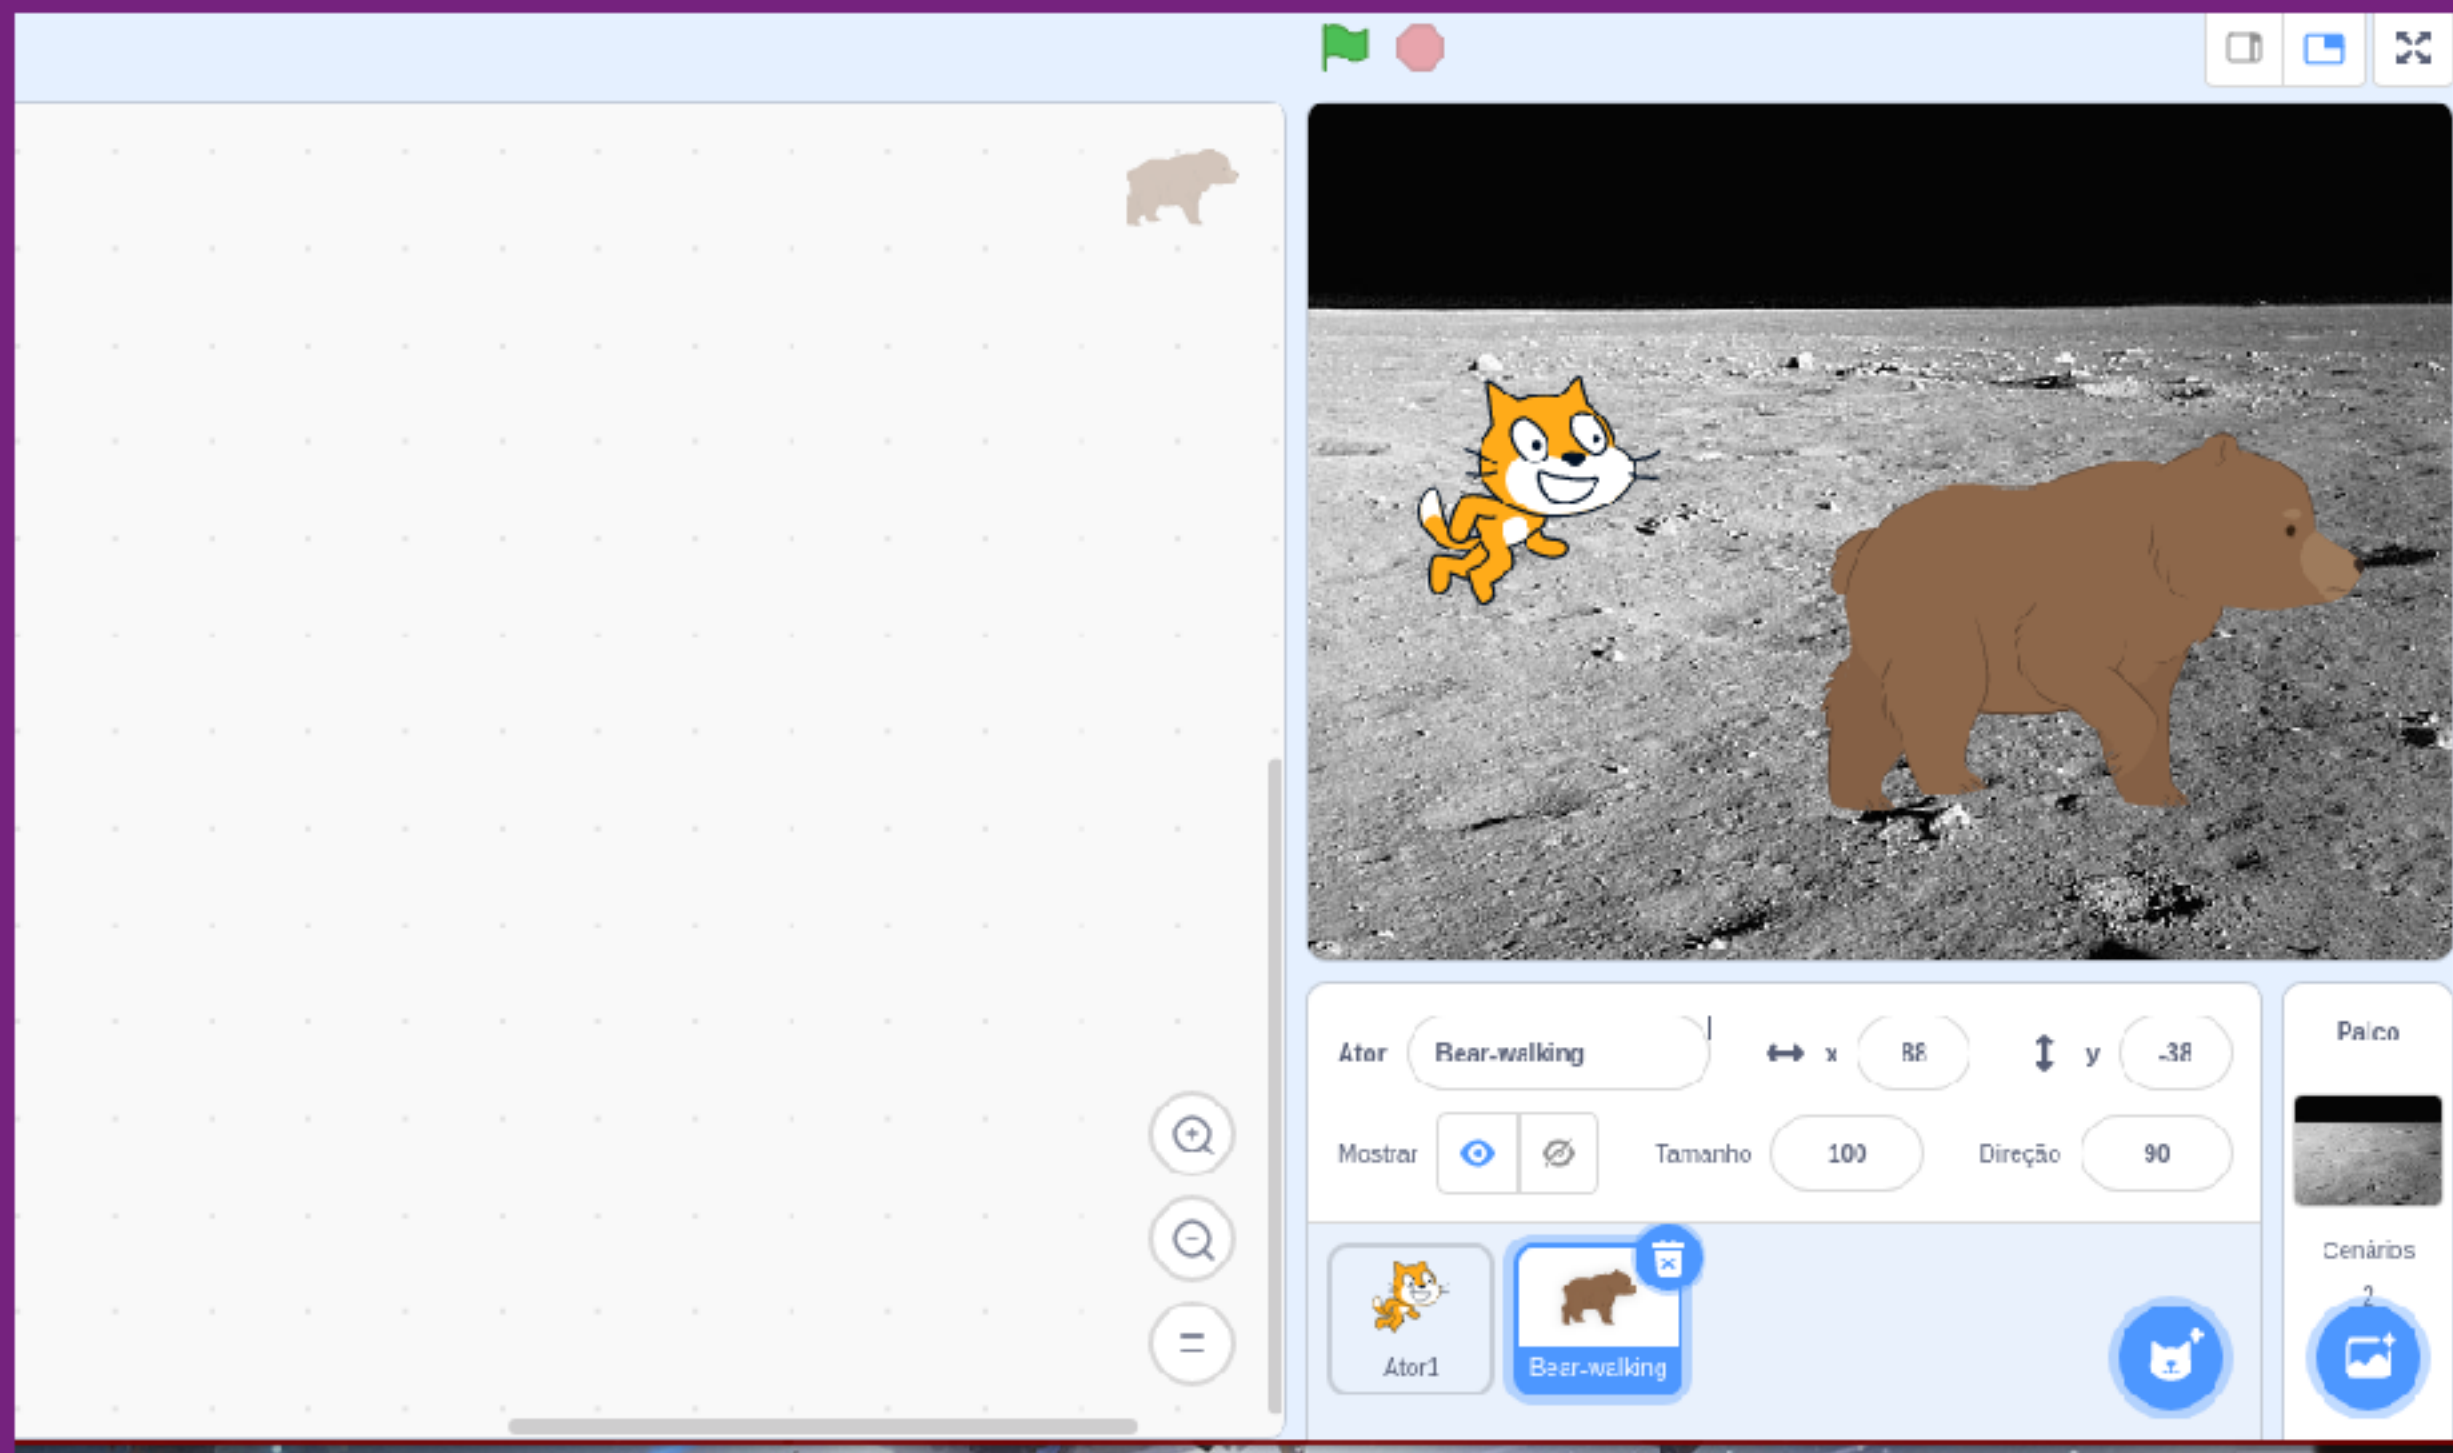 Ator Bear-walking x 88 y -38
Mostrar Tamanho 100 Direção 90
Ator1
Bear-walking
Palco
Cenários
2